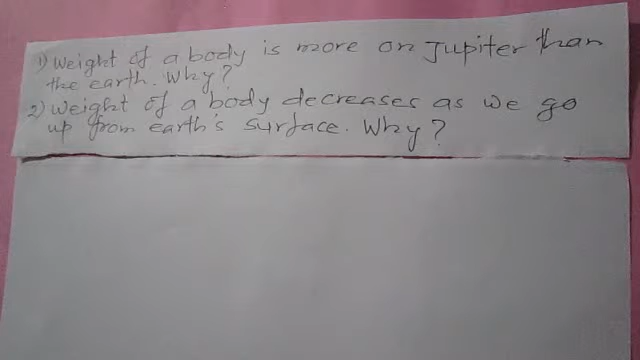 1) Weight of a body is more on Jupiter than
the earth. Why?
2) Weight of a body decreases as we go
up from earth's surface. Why?